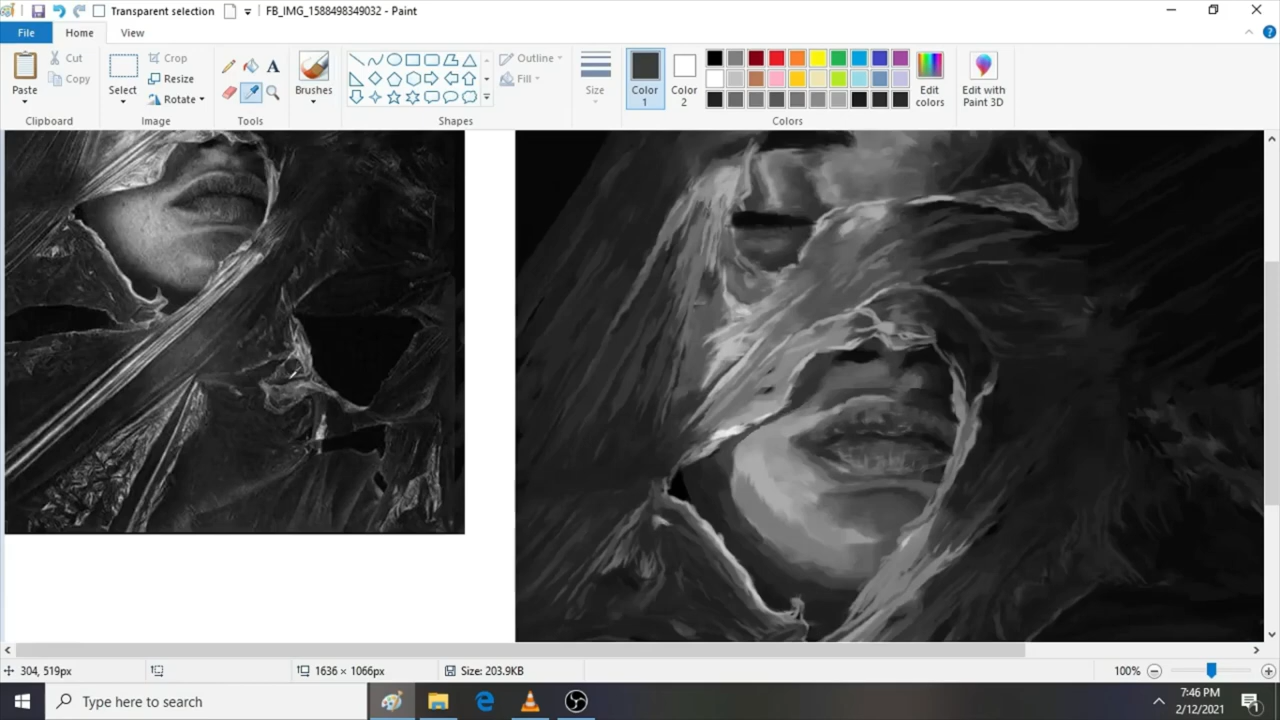 Transparent selection FB_IMG_1588498349032 - Paint
File Home View
Paste Cut Copy
Select Crop Resize Rotate
A
Brushes
Outline Fill
Size
Color 1
Color 2
Edit colors
Edit with Paint 3D
Clipboard Image Tools Shapes Colors
304, 519px 1636 × 1066px Size: 203.9KB 100%
Type here to search
7:46 PM
2/12/2021
1